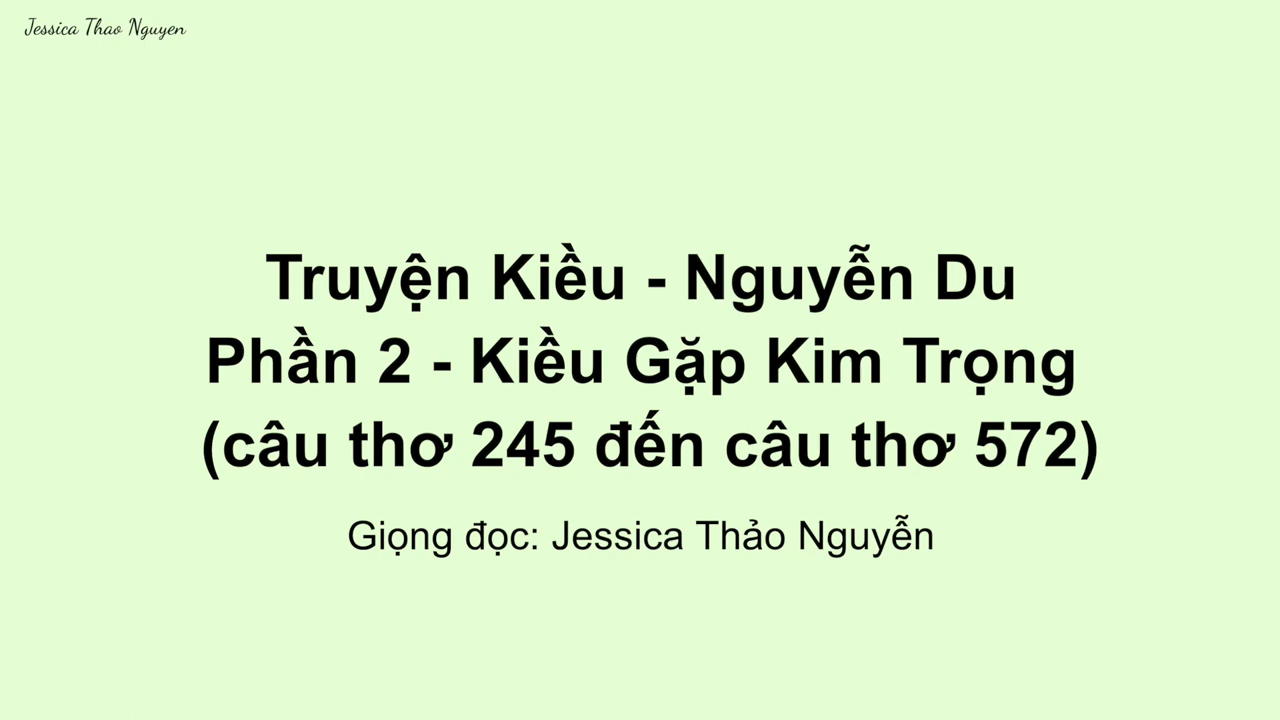 Jessica Thao Nguyen
Truyện Kiều - Nguyễn Du
Phần 2 - Kiều Gặp Kim Trọng
(câu thơ 245 đến câu thơ 572)
Giọng đọc: Jessica Thảo Nguyễn